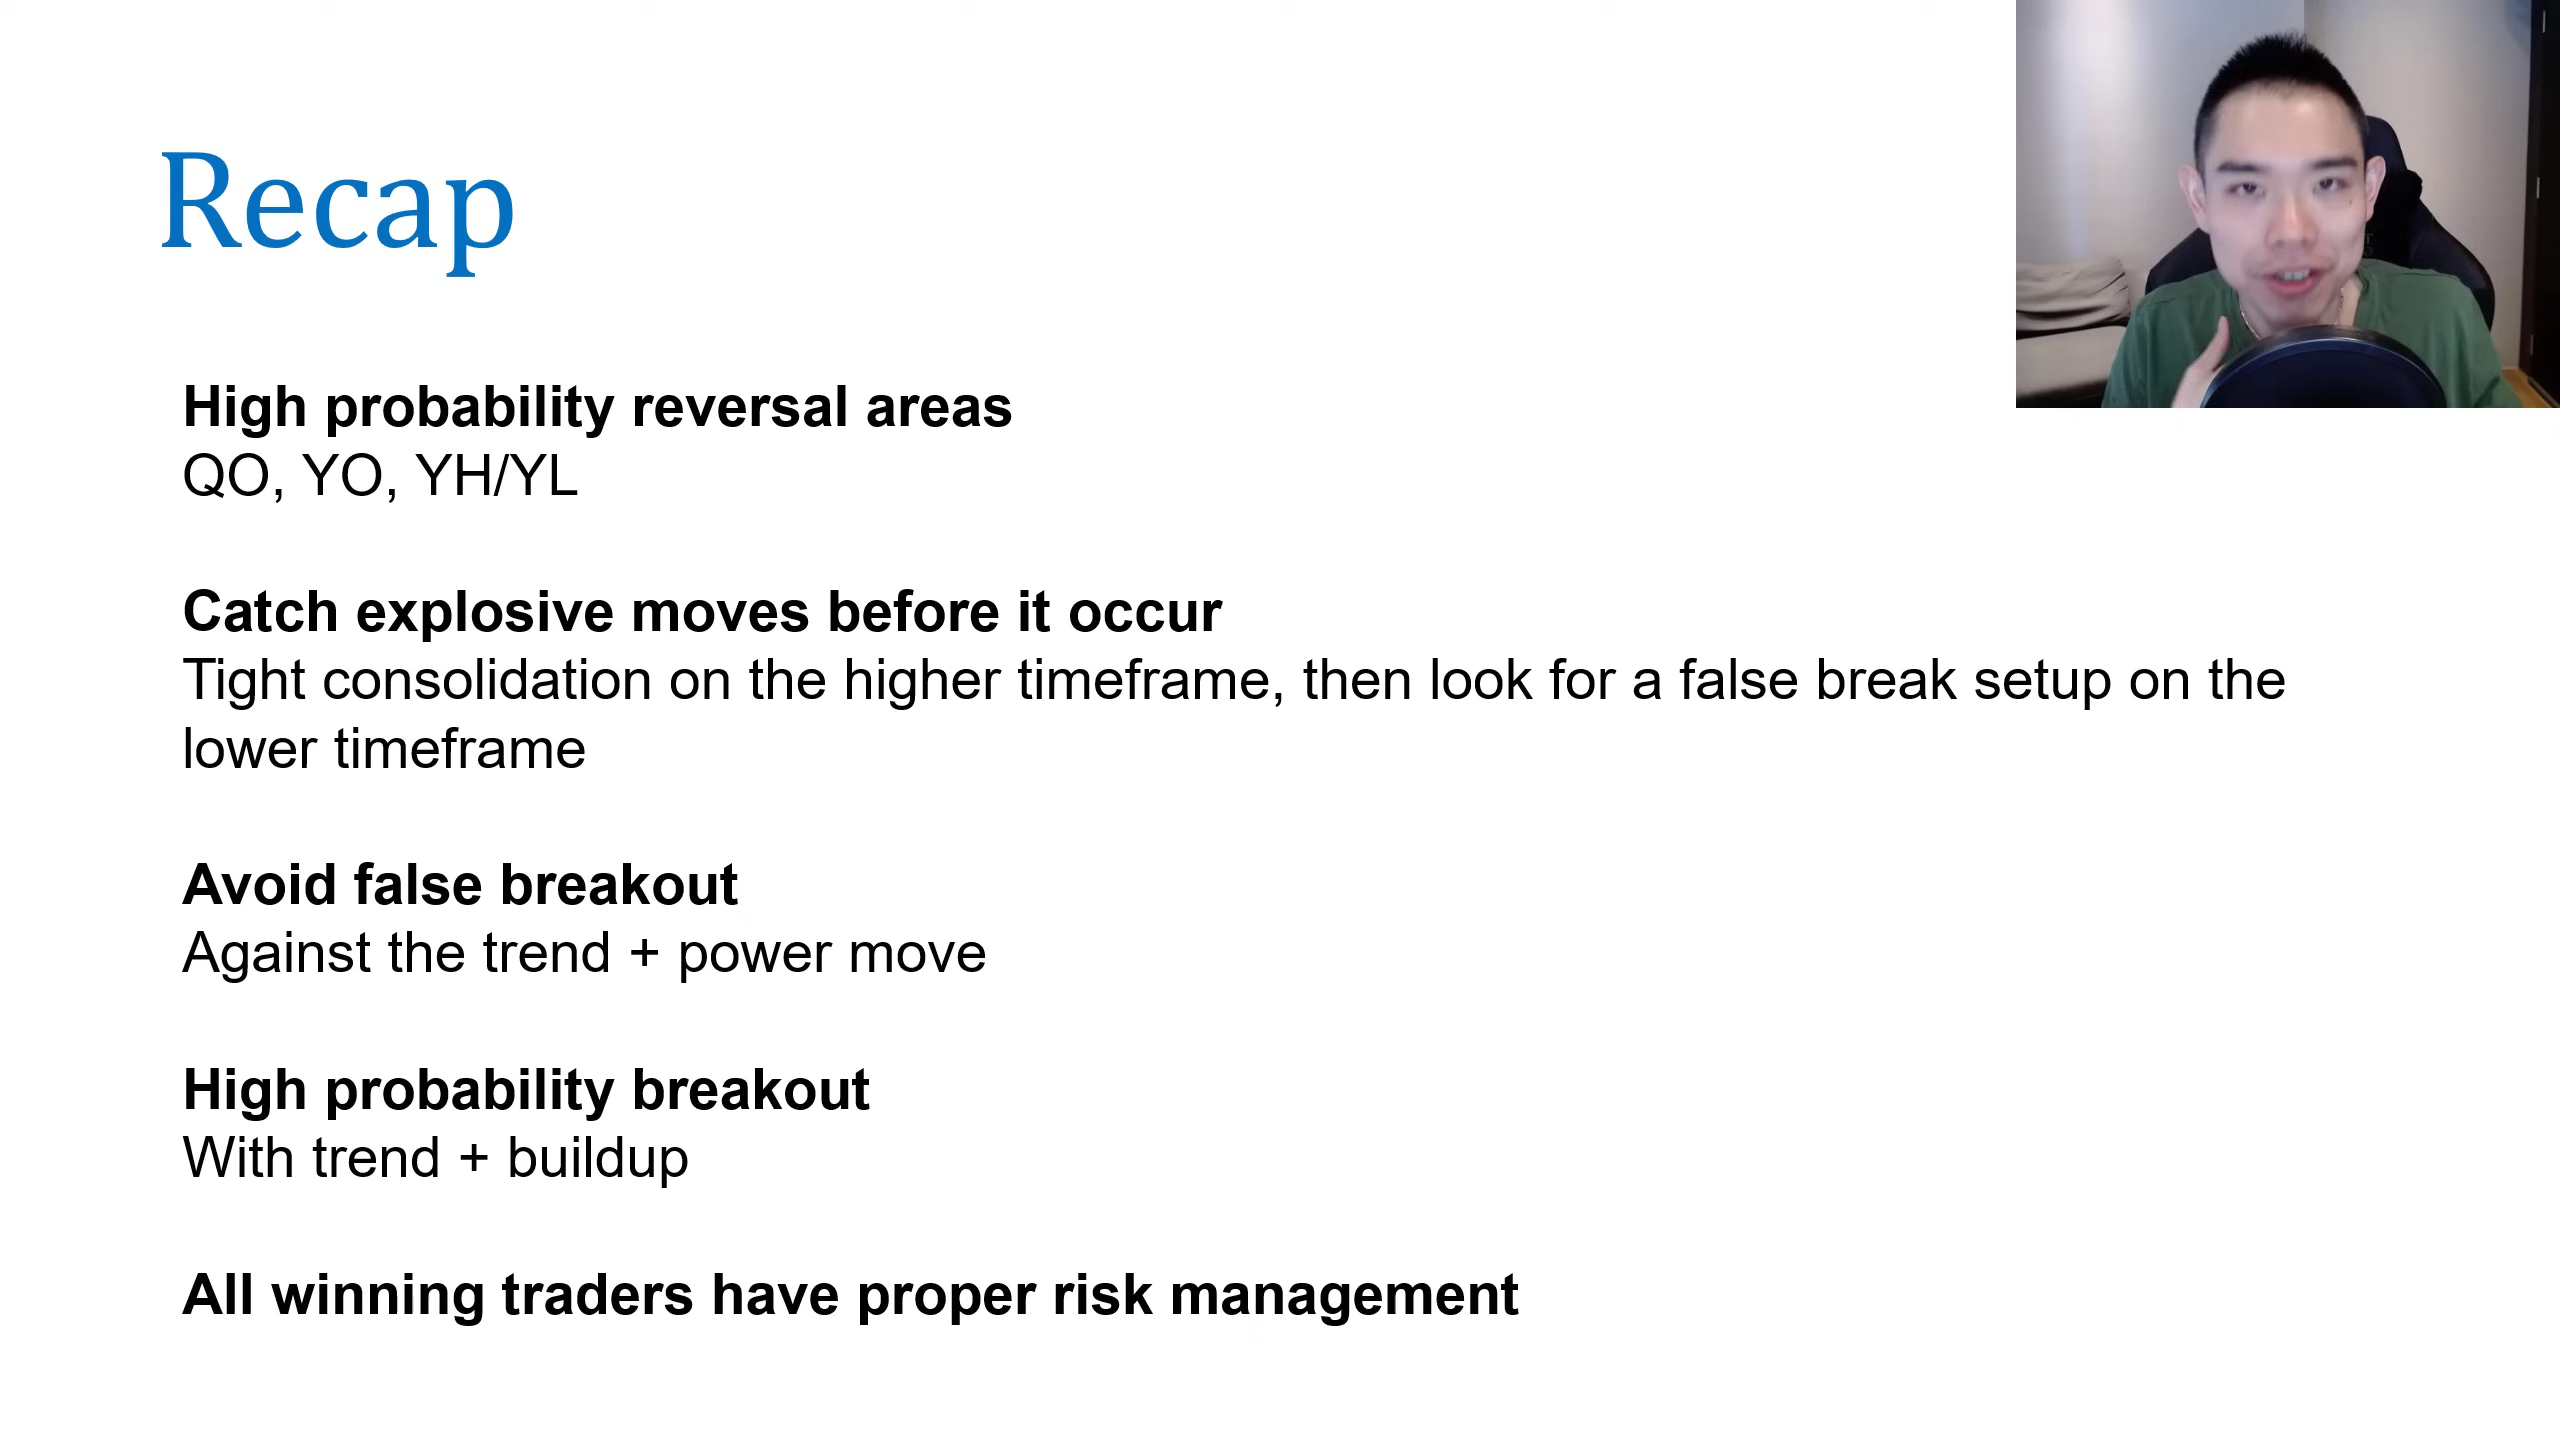 Recap
High probability reversal areas
QO, YO, YH/YL
Catch explosive moves before it occur
Tight consolidation on the higher timeframe, then look for a false break setup on the
lower timeframe
Avoid false breakout
Against the trend + power move
High probability breakout
With trend + buildup
All winning traders have proper risk management